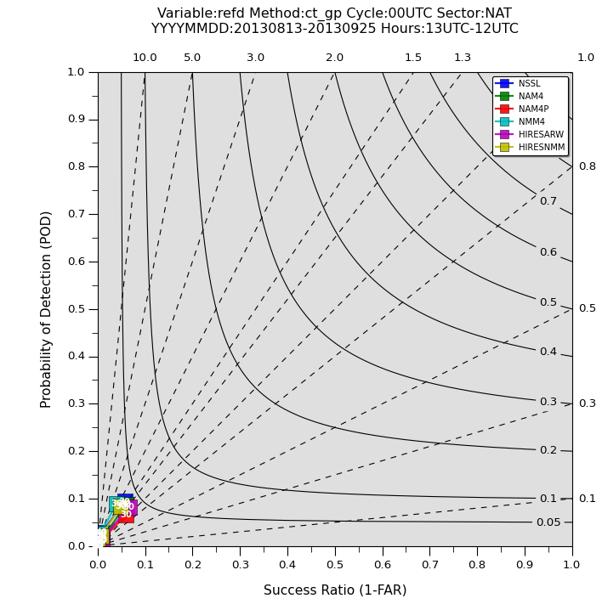 Variable:refd Method:ct_gp Cycle:00UTC Sector:NAT
YYYYMMDD:20130813-20130925 Hours:13UTC-12UTC
10.0 5.0 3.0 2.0 1.5 1.3 1.0
1.0
NSSL
NAM4
NAM4P
NMM4
HIRESARW
HIRESNMM
0.9
0.8 0.8
0.7 0.7
0.6 0.6
0.5 0.5 0.5
0.4 0.4
0.3 0.3 0.3
0.2 0.2
0.1 0.1 0.1
0.05
0.0
0.0 0.1 0.2 0.3 0.4 0.5 0.6 0.7 0.8 0.9 1.0
Probability of Detection (POD)
Success Ratio (1-FAR)